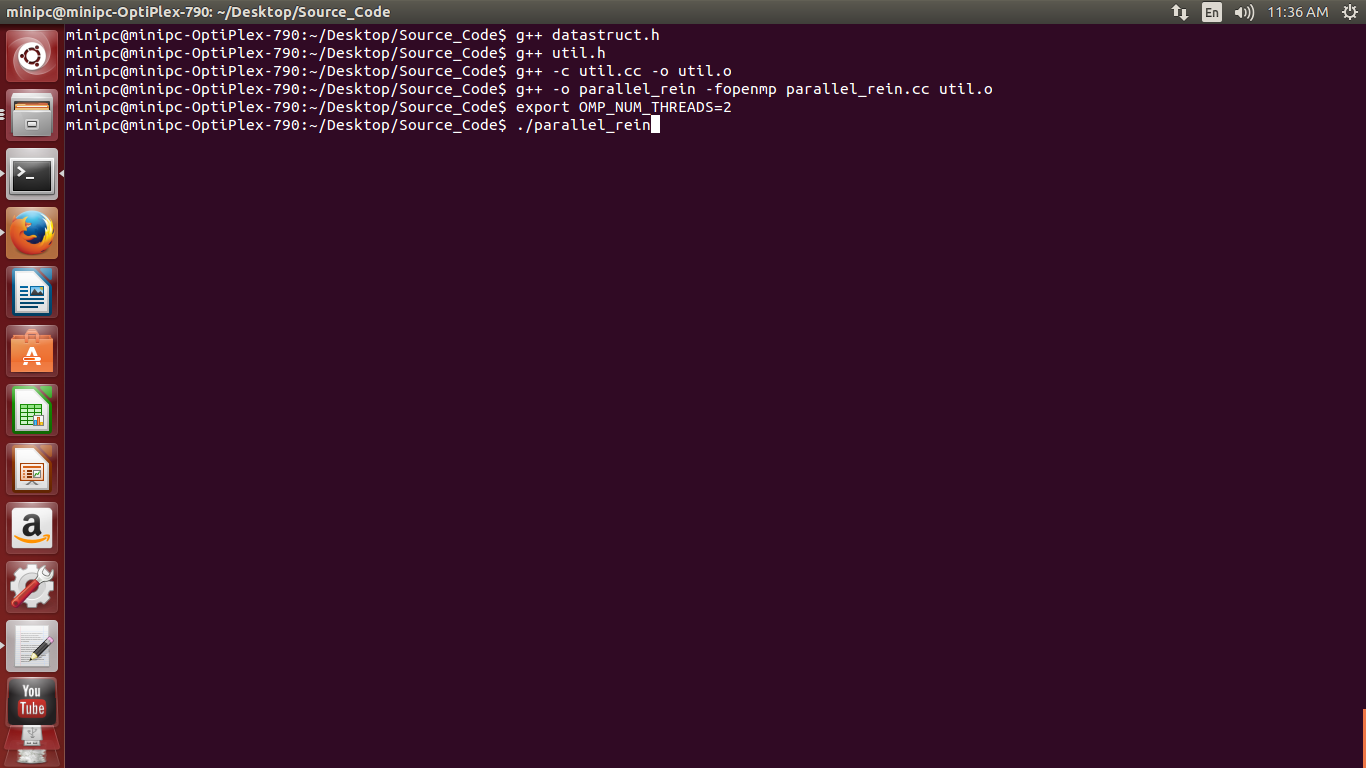 minipc@minipc-OptiPlex-790: ~/Desktop/Source_Code
En
11:36 AM
minipc@minipc-OptiPlex-790:~/Desktop/Source_Code$ g++ datastruct.h
minipc@minipc-OptiPlex-790:~/Desktop/Source_Code$ g++ util.h
minipc@minipc-OptiPlex-790:~/Desktop/Source_Code$ g++ -c util.cc -o util.o
minipc@minipc-OptiPlex-790:~/Desktop/Source_Code$ g++ -o parallel_rein -fopenmp parallel_rein.cc util.o
minipc@minipc-OptiPlex-790:~/Desktop/Source_Code$ export OMP_NUM_THREADS=2
minipc@minipc-OptiPlex-790:~/Desktop/Source_Code$ ./parallel_rein
You
Tube